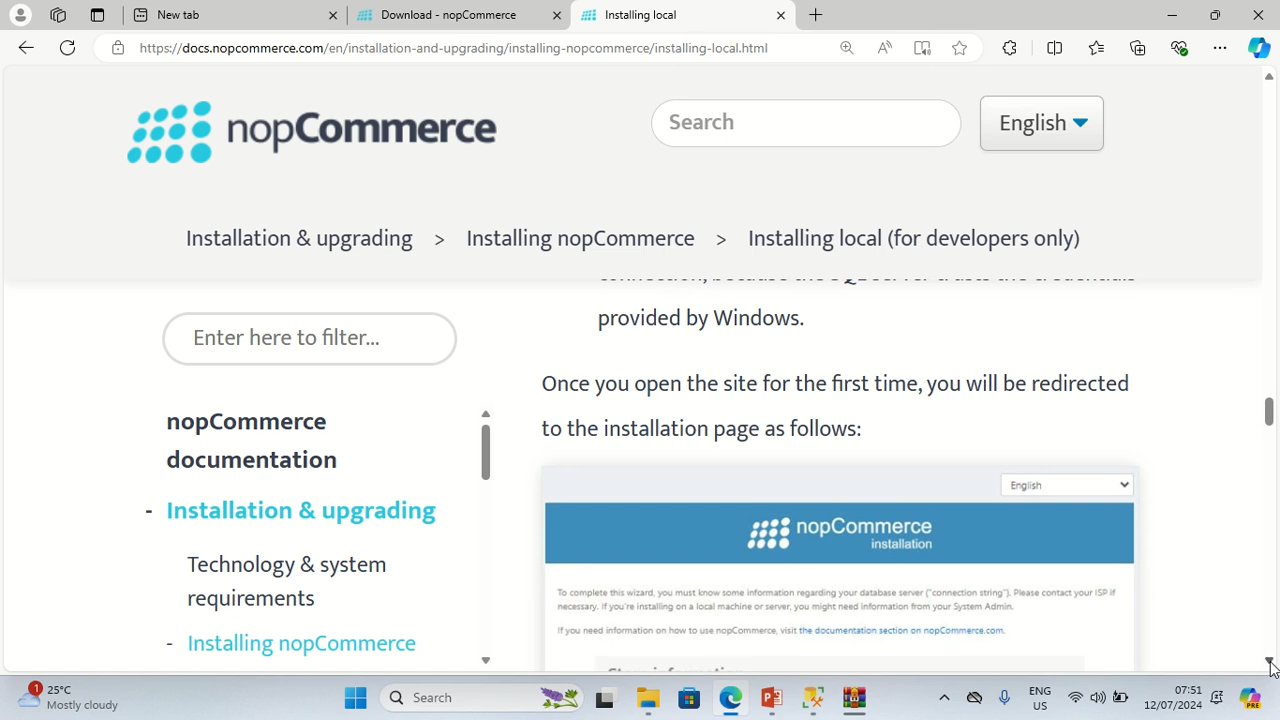 New tab
Download - nopCommerce
Installing local
https://docs.nopcommerce.com/en/installation-and-upgrading/installing-nopcommerce/installing-local.html
nopCommerce
Search
English
Installation & upgrading > Installing nopCommerce > Installing local (for developers only)
provided by Windows.
Enter here to filter...
nopCommerce
documentation
- Installation & upgrading
Technology & system
requirements
- Installing nopCommerce
Once you open the site for the first time, you will be redirected
to the installation page as follows:
English
nopCommerce
installation
To complete this wizard, you must know some information regarding your database server ("connection string"). Please contact your ISP if
necessary. If you're installing on a local machine or server, you might need information from your System Admin.
If you need information on how to use nopCommerce, visit the documentation section on nopCommerce.com.
1
25°C
Mostly cloudy
Search
ENG
US
07:51
12/07/2024
PRE